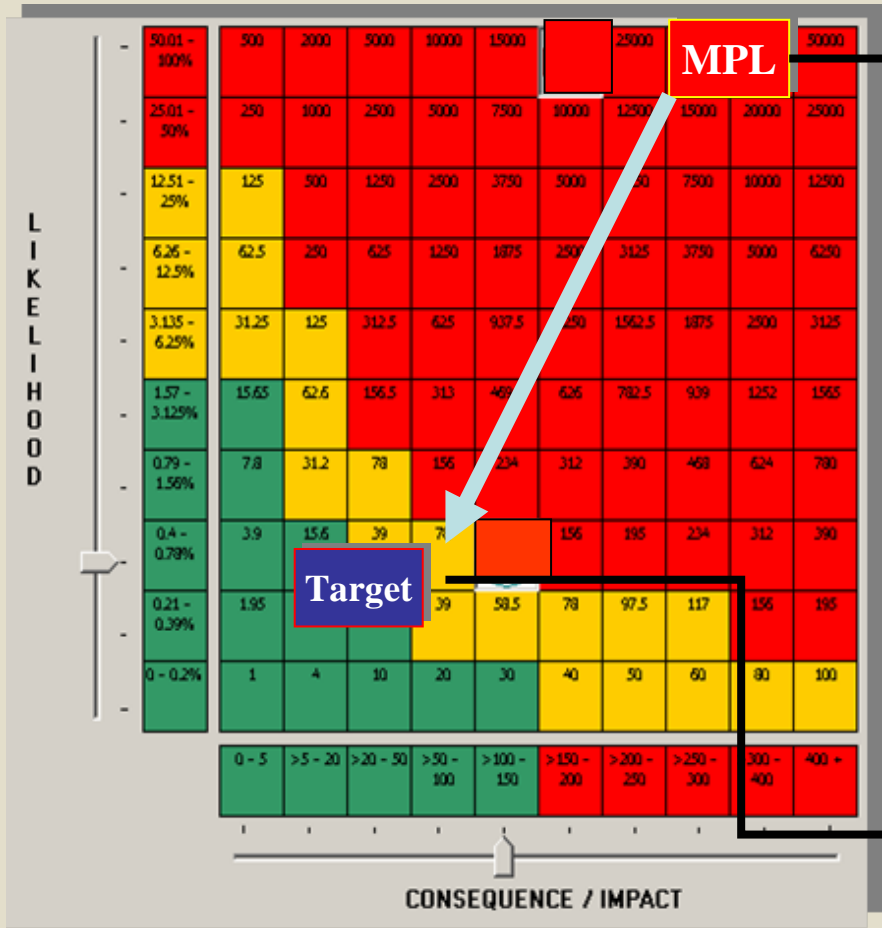 LIKELIHOOD
50.01 - 500 2000 5000 10000 15000 25000 MPL 50000
100%
25.01 - 250 1000 2500 5000 7500 10000 12500 15000 20000 25000
50%
12.51 - 125 500 1250 2500 3750 5000 7500 10000 12500
25%
6.26 - 62.5 250 625 1250 1875 2500 3125 3750 5000 6250
12.5%
3.135 - 31.25 125 312.5 625 937.5 1562.5 1875 2500 3125
6.25%
1.57 - 15.65 62.6 156.5 313 469 626 782.5 939 1252 1565
3.125%
0.79 - 7.8 31.2 78 156 234 312 390 468 624 780
1.56%
0.4 - 3.9 15.6 39 156 195 234 312 390
0.78%
0.21 - 1.95 Target 39 58.5 78 97.5 117 156 195
0.39%
0 - 0.2% 1 4 10 20 30 40 50 60 80 100
0 - 5 >5 - 20 >20 - 50 >50 - >100 - >150 - >200 - >250 - 300 - 400 +
100 150 200 250 300 400
CONSEQUENCE / IMPACT